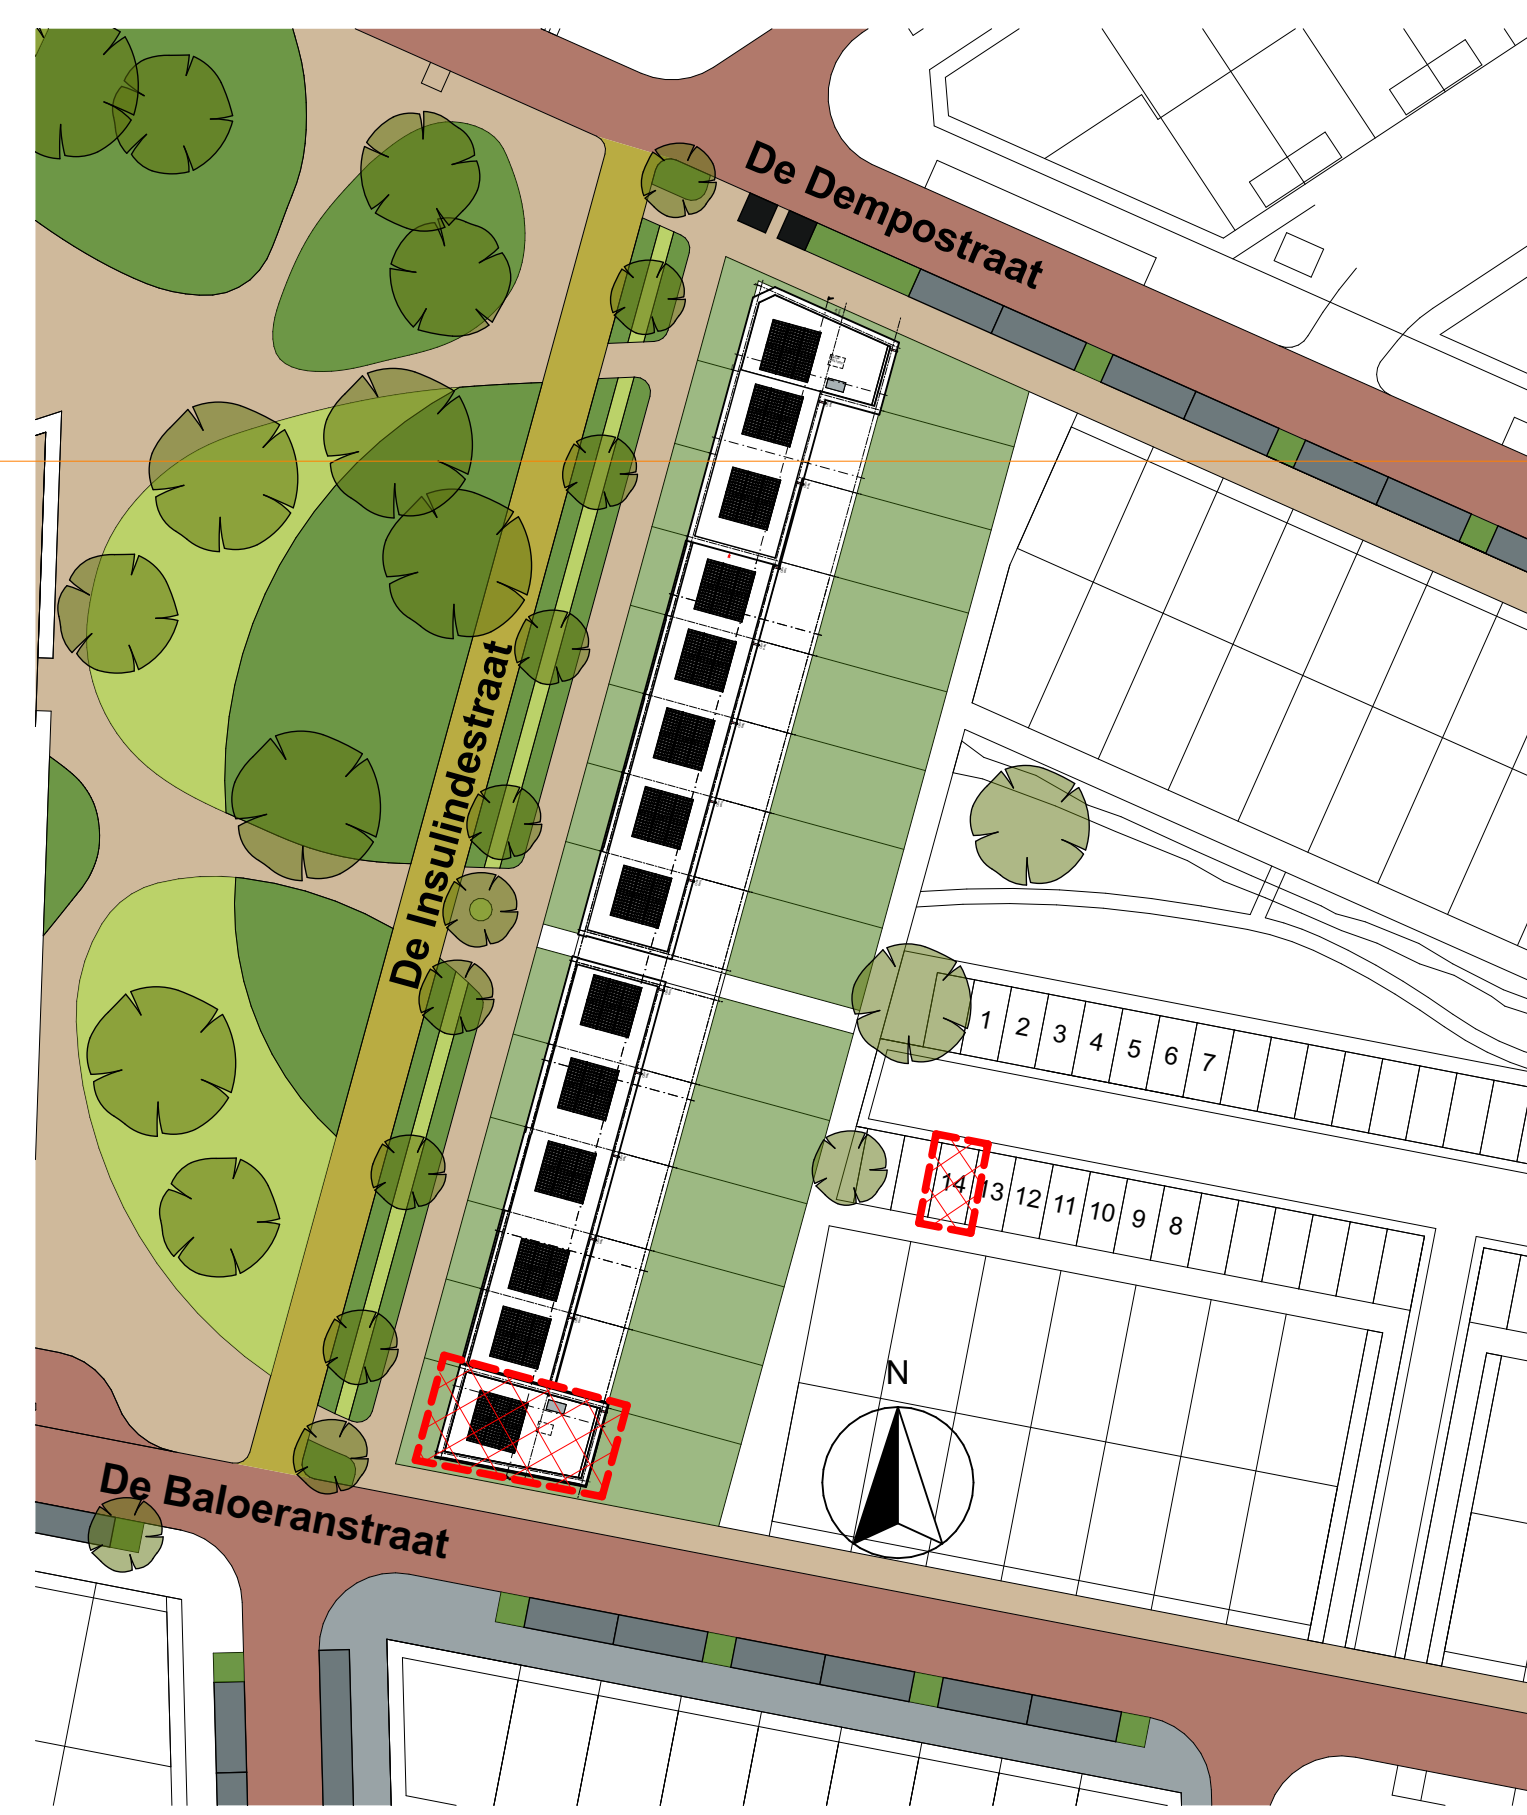 De Dempostraat
De Insulindestraat
1 2 3 4 5 6 7
14 13 12 11 10 9 8
N
De Baloeranstraat